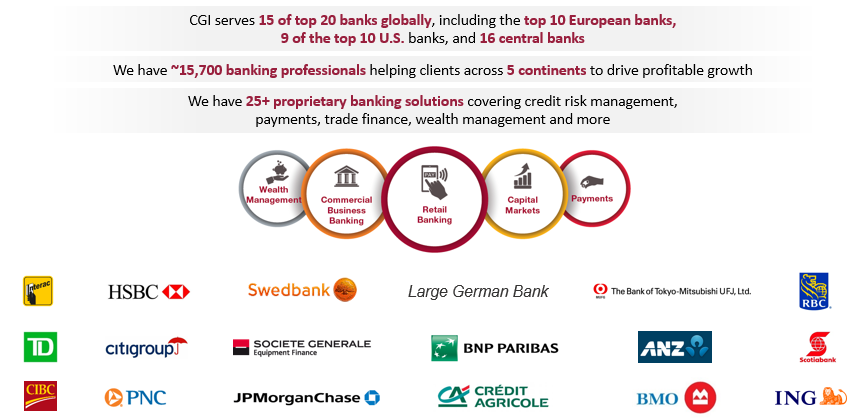 CGI serves 15 of top 20 banks globally, including the top 10 European banks,
9 of the top 10 U.S. banks, and 16 central banks
We have ~15,700 banking professionals helping clients across 5 continents to drive profitable growth
We have 25+ proprietary banking solutions covering credit risk management,
payments, trade finance, wealth management and more
Wealth
Management
Commercial
Business
Banking
PAY
Retail
Banking
Capital
Markets
Payments
Interac
HSBC
Swedbank
Large German Bank
MUFG
The Bank of Tokyo-Mitsubishi UFJ, Ltd.
RBC
TD
citigroup
SOCIETE GENERALE
Equipment Finance
BNP PARIBAS
ANZ
Scotiabank
CIBC
PNC
JPMorganChase
CA
CRÉDIT
AGRICOLE
BMO
ING